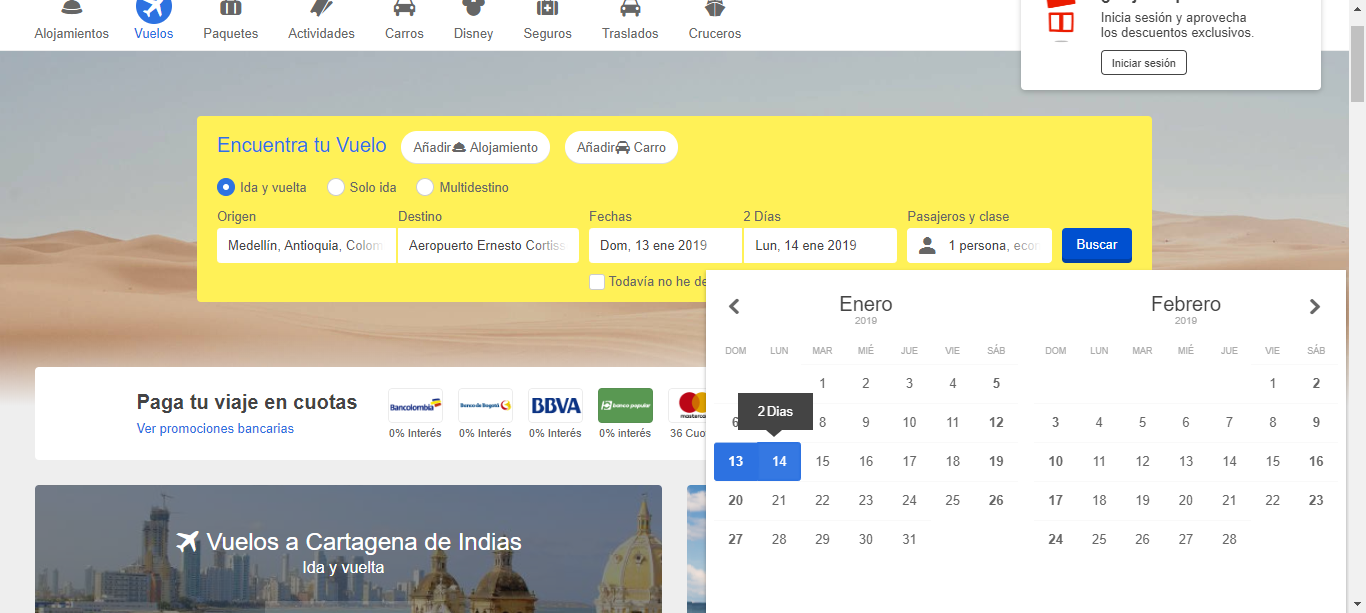 Alojamientos Vuelos Paquetes Actividades Carros Disney Seguros Traslados Cruceros
Inicia sesión y aprovecha
los descuentos exclusivos.
Iniciar sesión
Encuentra tu Vuelo Añadir Alojamiento Añadir Carro
Ida y vuelta Solo ida Multidestino
Origen Destino Fechas 2 Días Pasajeros y clase
Medellín, Antioquia, Colom Aeropuerto Ernesto Cortiss Dom, 13 ene 2019 Lun, 14 ene 2019 1 persona, eco Buscar
Todavía no he de
Enero Febrero
2019 2019
DOM LUN MAR MIÉ JUE VIE SÁB DOM LUN MAR MIÉ JUE VIE SÁB
1 2 3 4 5 1 2
2 Días
6 8 9 10 11 12 3 4 5 6 7 8 9
13 14 15 16 17 18 19 10 11 12 13 14 15 16
20 21 22 23 24 25 26 17 18 19 20 21 22 23
27 28 29 30 31 24 25 26 27 28
Paga tu viaje en cuotas
Ver promociones bancarias
Bancolombia Banco de Bogotá BBVA banco popular
0% Interés 0% Interés 0% Interés 0% interés 36 Cuo
Vuelos a Cartagena de Indias
Ida y vuelta